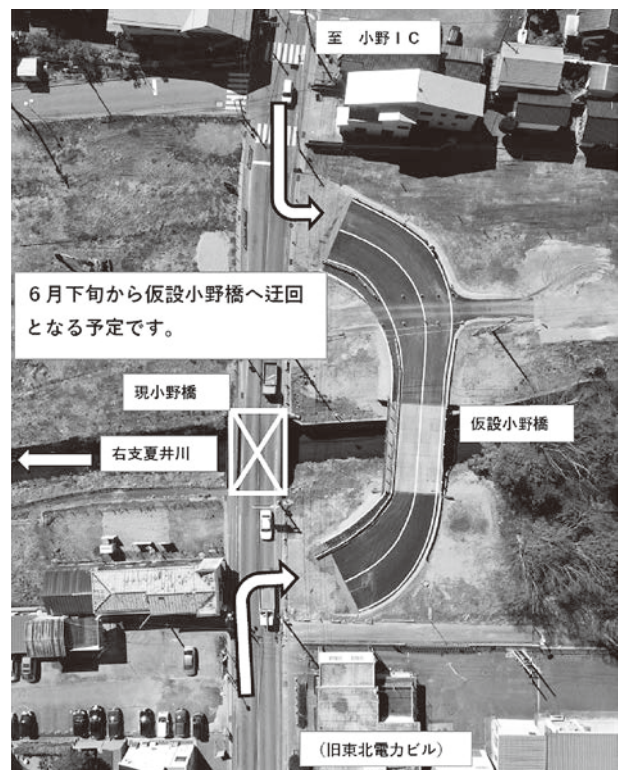 至 小野IC
6月下旬から仮設小野橋へ迂回
となる予定です。
現小野橋
仮設小野橋
右支夏井川
(旧東北電力ビル)